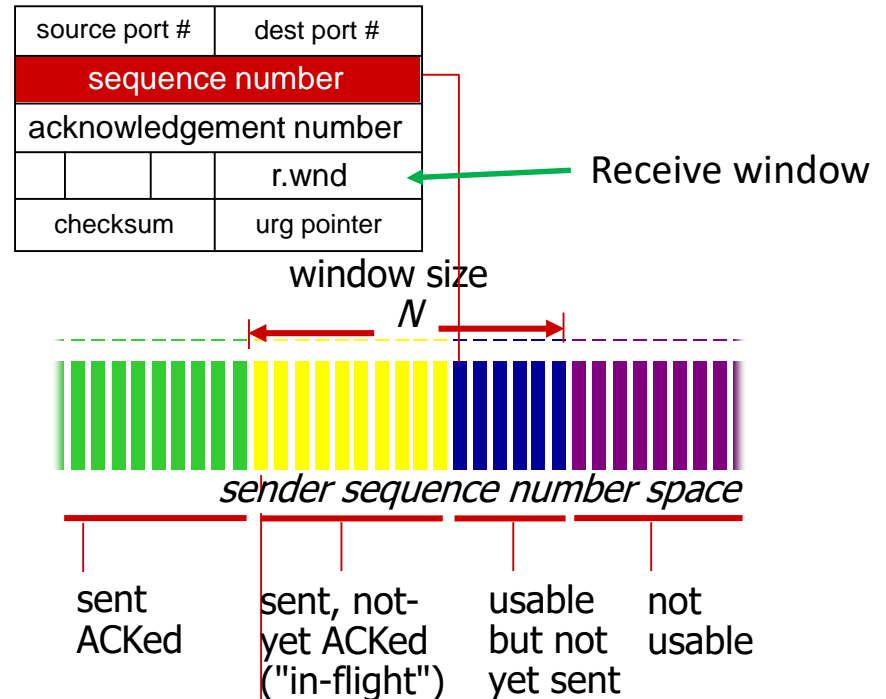 source port # dest port #
sequence number
acknowledgement number
r.wnd
Receive window
checksum urg pointer
window size
N
sender sequence number space
sent
ACKed
sent, not-
yet ACKed
("in-flight")
usable
but not
yet sent
not
usable